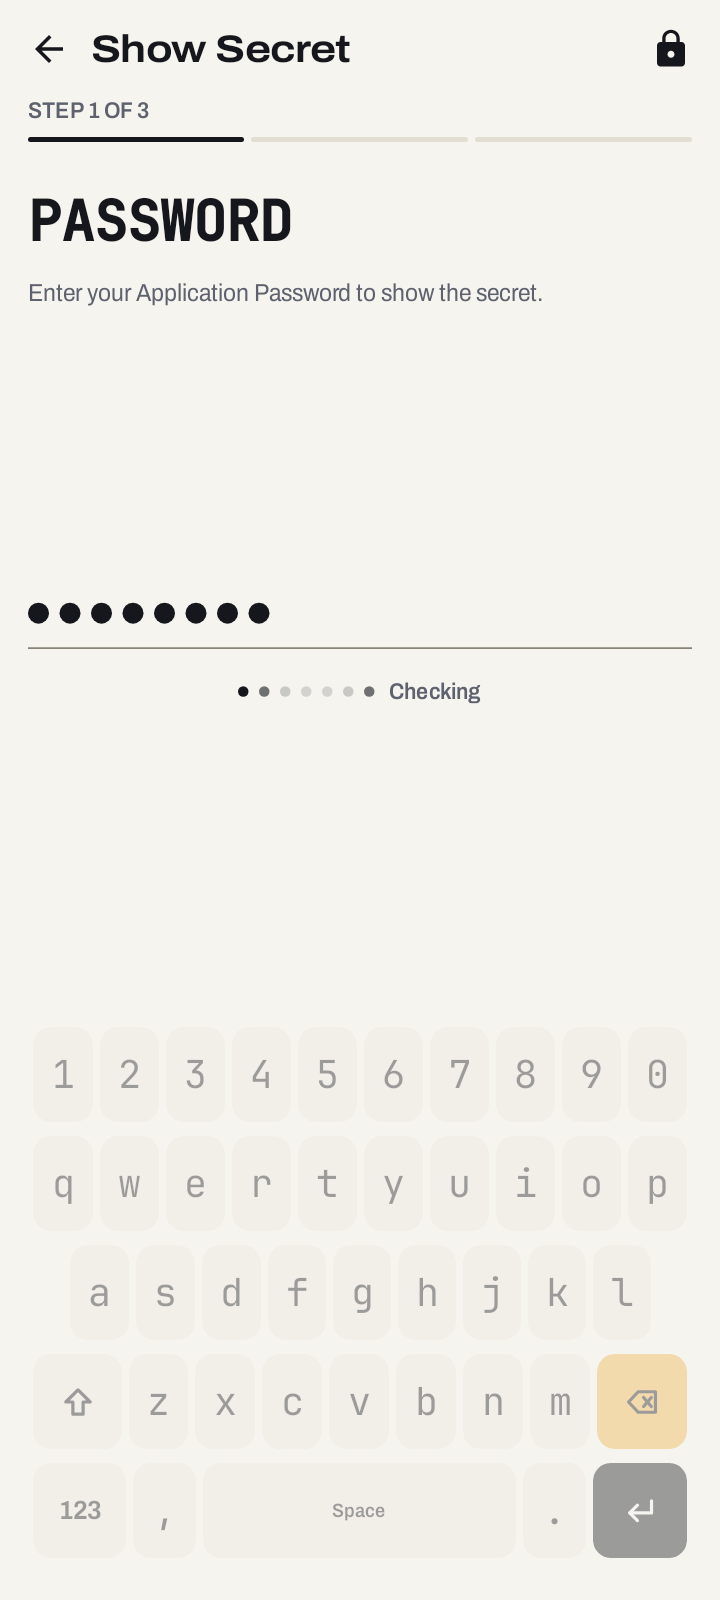 Show Secret
STEP 1 OF 3
PASSWORD
Enter your Application Password to show the secret.
Checking
1 2 3 4 5 6 7 8 9 0
q w e r t y u i o p
a s d f g h j k l
z x c v b n m
123 , Space .